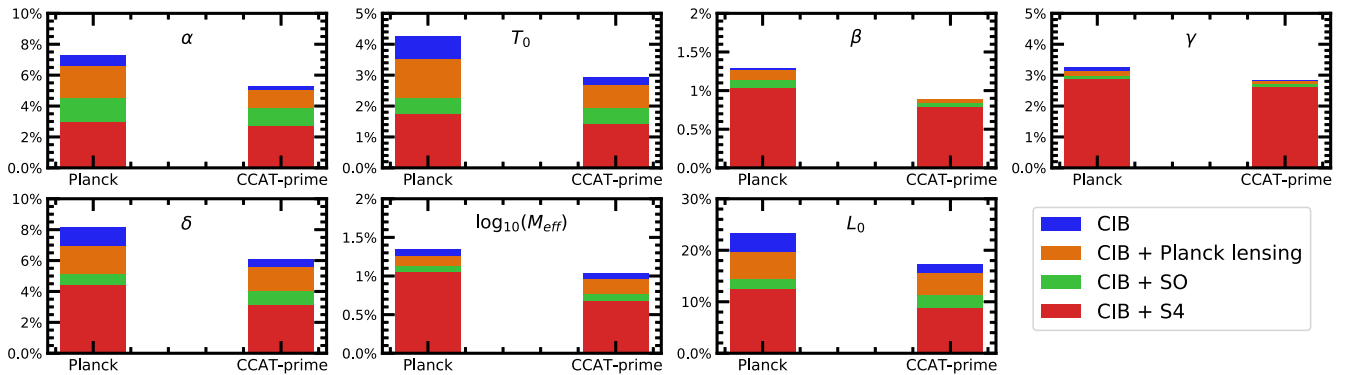 α
10%
8%
6%
4%
2%
0.0%
Planck
CCAT-prime
T₀
5%
4%
3%
2%
1%
0.0%
Planck
CCAT-prime
β
2%
1.5%
1%
0.5%
0.0%
Planck
CCAT-prime
γ
5%
4%
3%
2%
1%
0.0%
Planck
CCAT-prime
δ
10%
8%
6%
4%
2%
0.0%
Planck
CCAT-prime
log₁₀(M_eff)
2%
1.5%
1%
0.5%
0.0%
Planck
CCAT-prime
L₀
30%
20%
10%
0.0%
Planck
CCAT-prime
CIB
CIB + Planck lensing
CIB + SO
CIB + S4